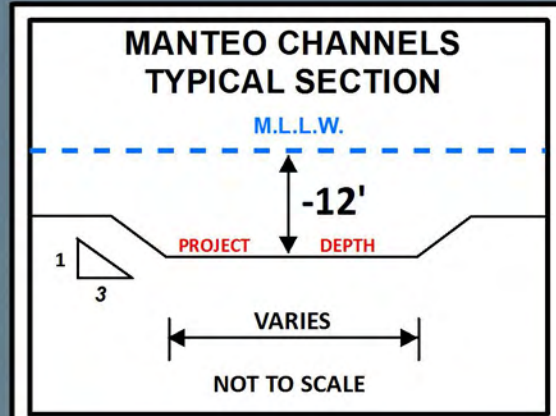 MANTEO CHANNELS
TYPICAL SECTION
M.L.L.W.
-12'
PROJECT DEPTH
1
3
VARIES
NOT TO SCALE